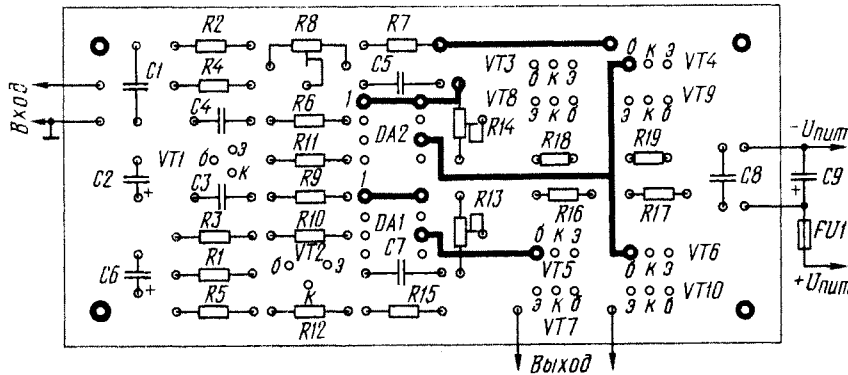 R2 R8 R7
б к э
VT3 VT4
б к э
C1 R4 C5
VT8 VT9
Вход
C4 R6 1
э к б э к б
R14
DA2
R11 R18 R19
VT1 б э к
-Uпит
C2 + C3 R9 1 R13 R16 R17 C8 C9 +
R3 R10 DA1
б к э б к э
FU1
VT2 C7
VT5 VT6
C6 + R1 б э
+Uпит
э к б э к б
VT10
к
R5 R12 R15
VT7
Выход